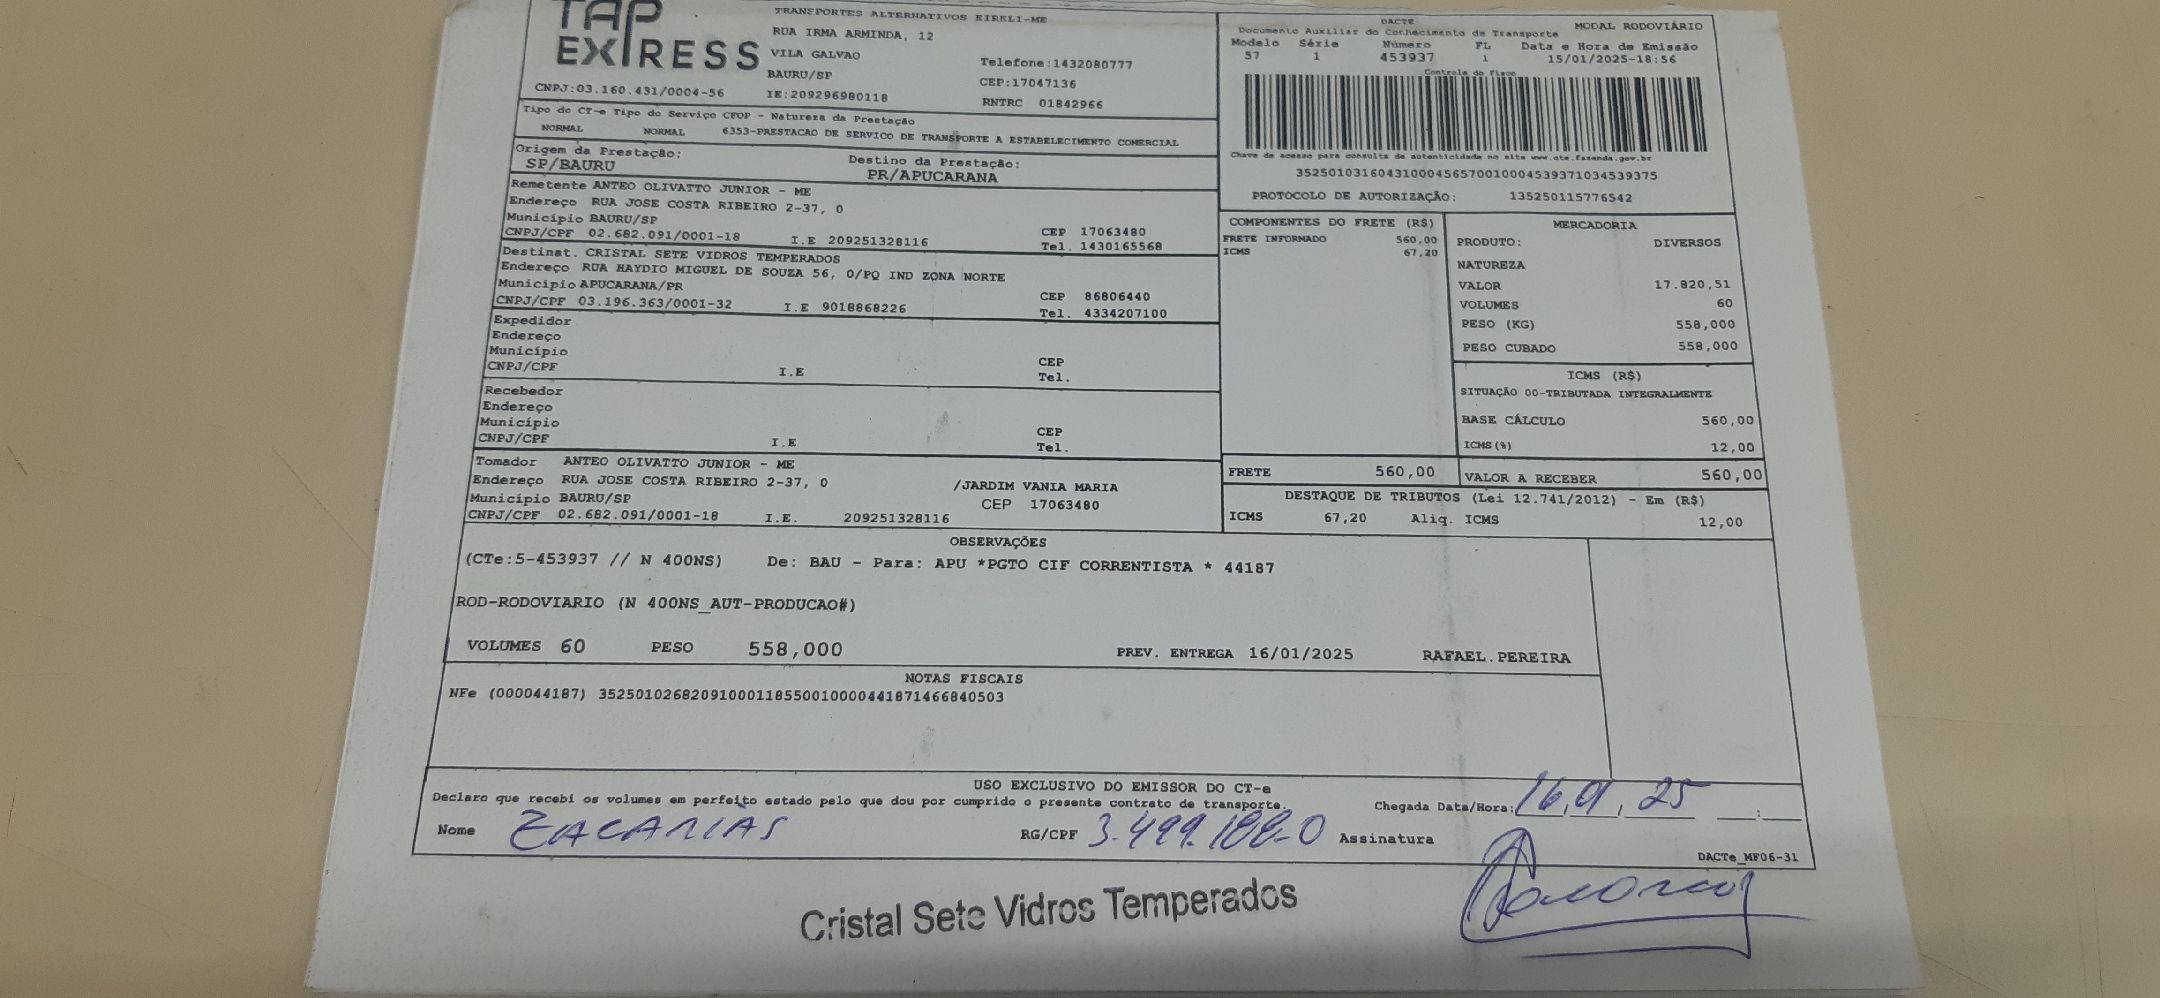 TAP
EXPRESS
TRANSPORTES ALTERNATIVOS EIRELI-ME
RUA IRMA ARMINDA, 12
VILA GALVAO
BAURU/SP
Telefone:1432080777
CEP:17047136
CNPJ:03.160.431/0004-56
IE:209296980118
RNTRC 01842966
DACTE
Documento Auxiliar do Conhecimento de Transporte
MODAL RODOVIÁRIO
Modelo Série Número FL Data e Hora de Emissão
57 1 453937 1 15/01/2025-18:56
Controle do Fisco
Chave de acesso para consulta de autenticidade no site www.cte.fazenda.gov.br
35250103160431000456570010004539371034539375
PROTOCOLO DE AUTORIZAÇÃO: 135250115776542
Tipo do CT-e Tipo do Serviço CFOP - Natureza da Prestação
NORMAL NORMAL 6353-PRESTACAO DE SERVICO DE TRANSPORTE A ESTABELECIMENTO COMERCIAL
Origem da Prestação:
SP/BAURU
Destino da Prestação:
PR/APUCARANA
Remetente ANTEO OLIVATTO JUNIOR - ME
Endereço RUA JOSE COSTA RIBEIRO 2-37, 0
Município BAURU/SP CEP 17063480
CNPJ/CPF 02.682.091/0001-18 I.E 209251328116 Tel. 1430165568
Destinat. CRISTAL SETE VIDROS TEMPERADOS
Endereço RUA HAYDIO MIGUEL DE SOUZA 56, 0/PQ IND ZONA NORTE
Município APUCARANA/PR CEP 86806440
CNPJ/CPF 03.196.363/0001-32 I.E 9018868226 Tel. 4334207100
Expedidor
Endereço
Município CEP
CNPJ/CPF I.E Tel.
Recebedor
Endereço
Município CEP
CNPJ/CPF I.E Tel.
Tomador ANTEO OLIVATTO JUNIOR - ME
Endereço RUA JOSE COSTA RIBEIRO 2-37, 0 /JARDIM VANIA MARIA
Município BAURU/SP CEP 17063480
CNPJ/CPF 02.682.091/0001-18 I.E. 209251328116
COMPONENTES DO FRETE (R$)
FRETE INFORMADO 560,00
ICMS 67,20
MERCADORIA
PRODUTO: DIVERSOS
NATUREZA
VALOR 17.820,51
VOLUMES 60
PESO (KG) 558,000
PESO CUBADO 558,000
ICMS (R$)
SITUAÇÃO 00-TRIBUTADA INTEGRALMENTE
BASE CÁLCULO 560,00
ICMS(%) 12,00
FRETE 560,00 VALOR A RECEBER 560,00
DESTAQUE DE TRIBUTOS (Lei 12.741/2012) - Em (R$)
ICMS 67,20 Aliq. ICMS 12,00
OBSERVAÇÕES
(CTe:5-453937 // N 400NS) De: BAU - Para: APU *PGTO CIF CORRENTISTA * 44187
ROD-RODOVIARIO (N 400NS_AUT-PRODUCAO#)
VOLUMES 60 PESO 558,000 PREV. ENTREGA 16/01/2025 RAFAEL.PEREIRA
NOTAS FISCAIS
NFe (000044187) 35250102682091000118550010000441871466840503
USO EXCLUSIVO DO EMISSOR DO CT-e
Declaro que recebi os volumes em perfeito estado pelo que dou por cumprido o presente contrato de transporte.
Chegada Data/Hora: 16, 01, 25 :
Nome ZACARIAS RG/CPF 3.499.188-0 Assinatura
DACTe_MF06-31
Cristal Sete Vidros Temperados